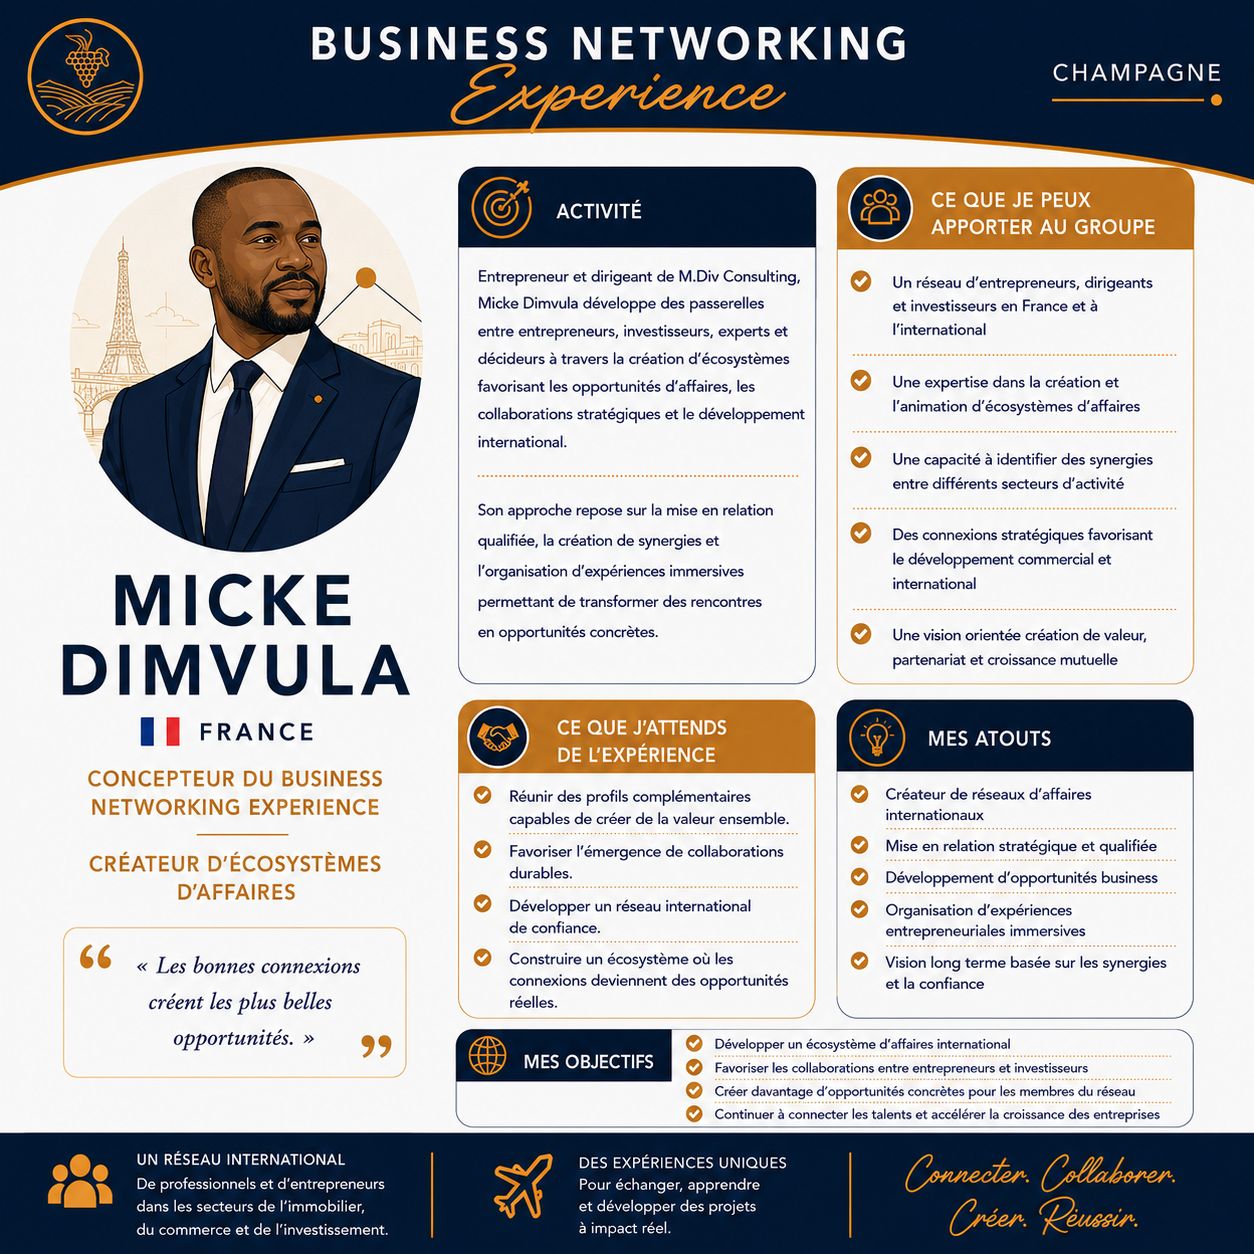 BUSINESS NETWORKING
Experience
CHAMPAGNE
MICKE
DIMVULA
FRANCE
CONCEPTEUR DU BUSINESS
NETWORKING EXPERIENCE
CRÉATEUR D'ÉCOSYSTÈMES
D'AFFAIRES
« Les bonnes connexions
créent les plus belles
opportunités. »
ACTIVITÉ
Entrepreneur et dirigeant de M.Div Consulting,
Micke Dimvula développe des passerelles
entre entrepreneurs, investisseurs, experts et
décideurs à travers la création d'écosystèmes
favorisant les opportunités d'affaires, les
collaborations stratégiques et le développement
international.
Son approche repose sur la mise en relation
qualifiée, la création de synergies et
l'organisation d'expériences immersives
permettant de transformer des rencontres
en opportunités concrètes.
CE QUE JE PEUX
APPORTER AU GROUPE
Un réseau d'entrepreneurs, dirigeants
et investisseurs en France et à
l'international
Une expertise dans la création et
l'animation d'écosystèmes d'affaires
Une capacité à identifier des synergies
entre différents secteurs d'activité
Des connexions stratégiques favorisant
le développement commercial et
international
Une vision orientée création de valeur,
partenariat et croissance mutuelle
CE QUE J'ATTENDS
DE L'EXPÉRIENCE
Réunir des profils complémentaires
capables de créer de la valeur ensemble.
Favoriser l'émergence de collaborations
durables.
Développer un réseau international
de confiance.
Construire un écosystème où les
connexions deviennent des opportunités
réelles.
MES ATOUTS
Créateur de réseaux d'affaires
internationaux
Mise en relation stratégique et qualifiée
Développement d'opportunités business
Organisation d'expériences
entrepreneuriales immersives
Vision long terme basée sur les synergies
et la confiance
MES OBJECTIFS
Développer un écosystème d'affaires international
Favoriser les collaborations entre entrepreneurs et investisseurs
Créer davantage d'opportunités concrètes pour les membres du réseau
Continuer à connecter les talents et accélérer la croissance des entreprises
UN RÉSEAU INTERNATIONAL
De professionnels et d'entrepreneurs
dans les secteurs de l'immobilier,
du commerce et de l'investissement.
DES EXPÉRIENCES UNIQUES
Pour échanger, apprendre
et développer des projets
à impact réel.
Connecter. Collaborer.
Créer. Réussir.